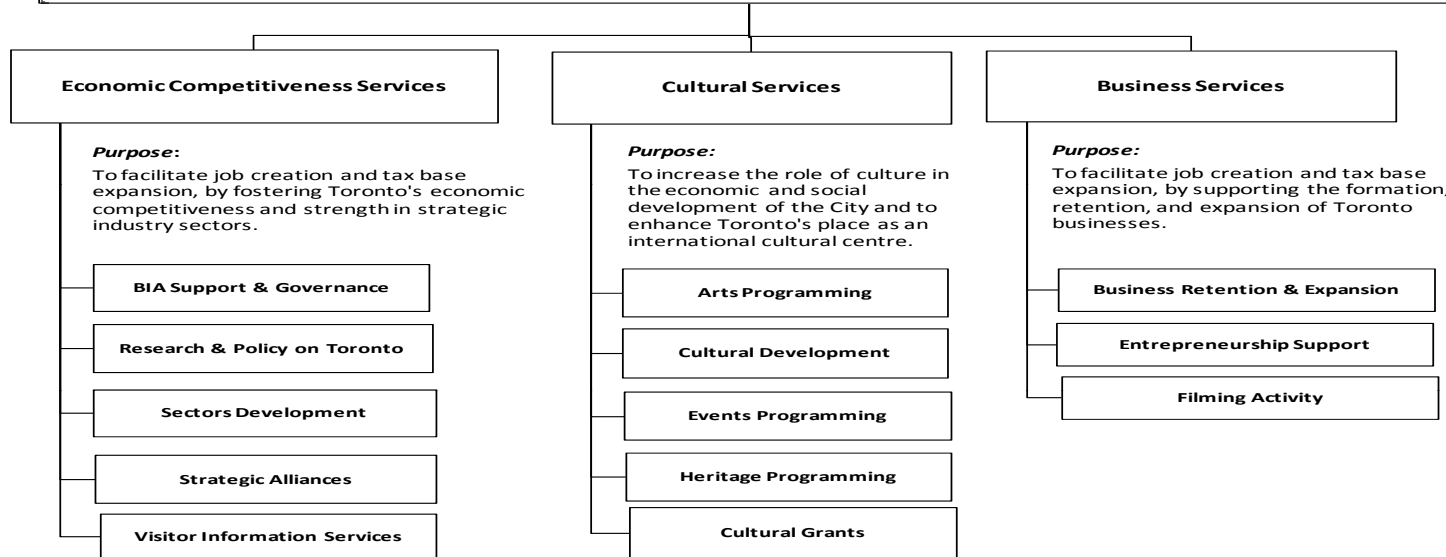 Economic Competitiveness Services
Purpose:
To facilitate job creation and tax base
expansion, by fostering Toronto's economic
competitiveness and strength in strategic
industry sectors.
BIA Support & Governance
Research & Policy on Toronto
Sectors Development
Strategic Alliances
Visitor Information Services
Cultural Services
Purpose:
To increase the role of culture in
the economic and social
development of the City and to
enhance Toronto's place as an
international cultural centre.
Arts Programming
Cultural Development
Events Programming
Heritage Programming
Cultural Grants
Business Services
Purpose:
To facilitate job creation and tax base
expansion, by supporting the formation,
retention, and expansion of Toronto
businesses.
Business Retention & Expansion
Entrepreneurship Support
Filming Activity